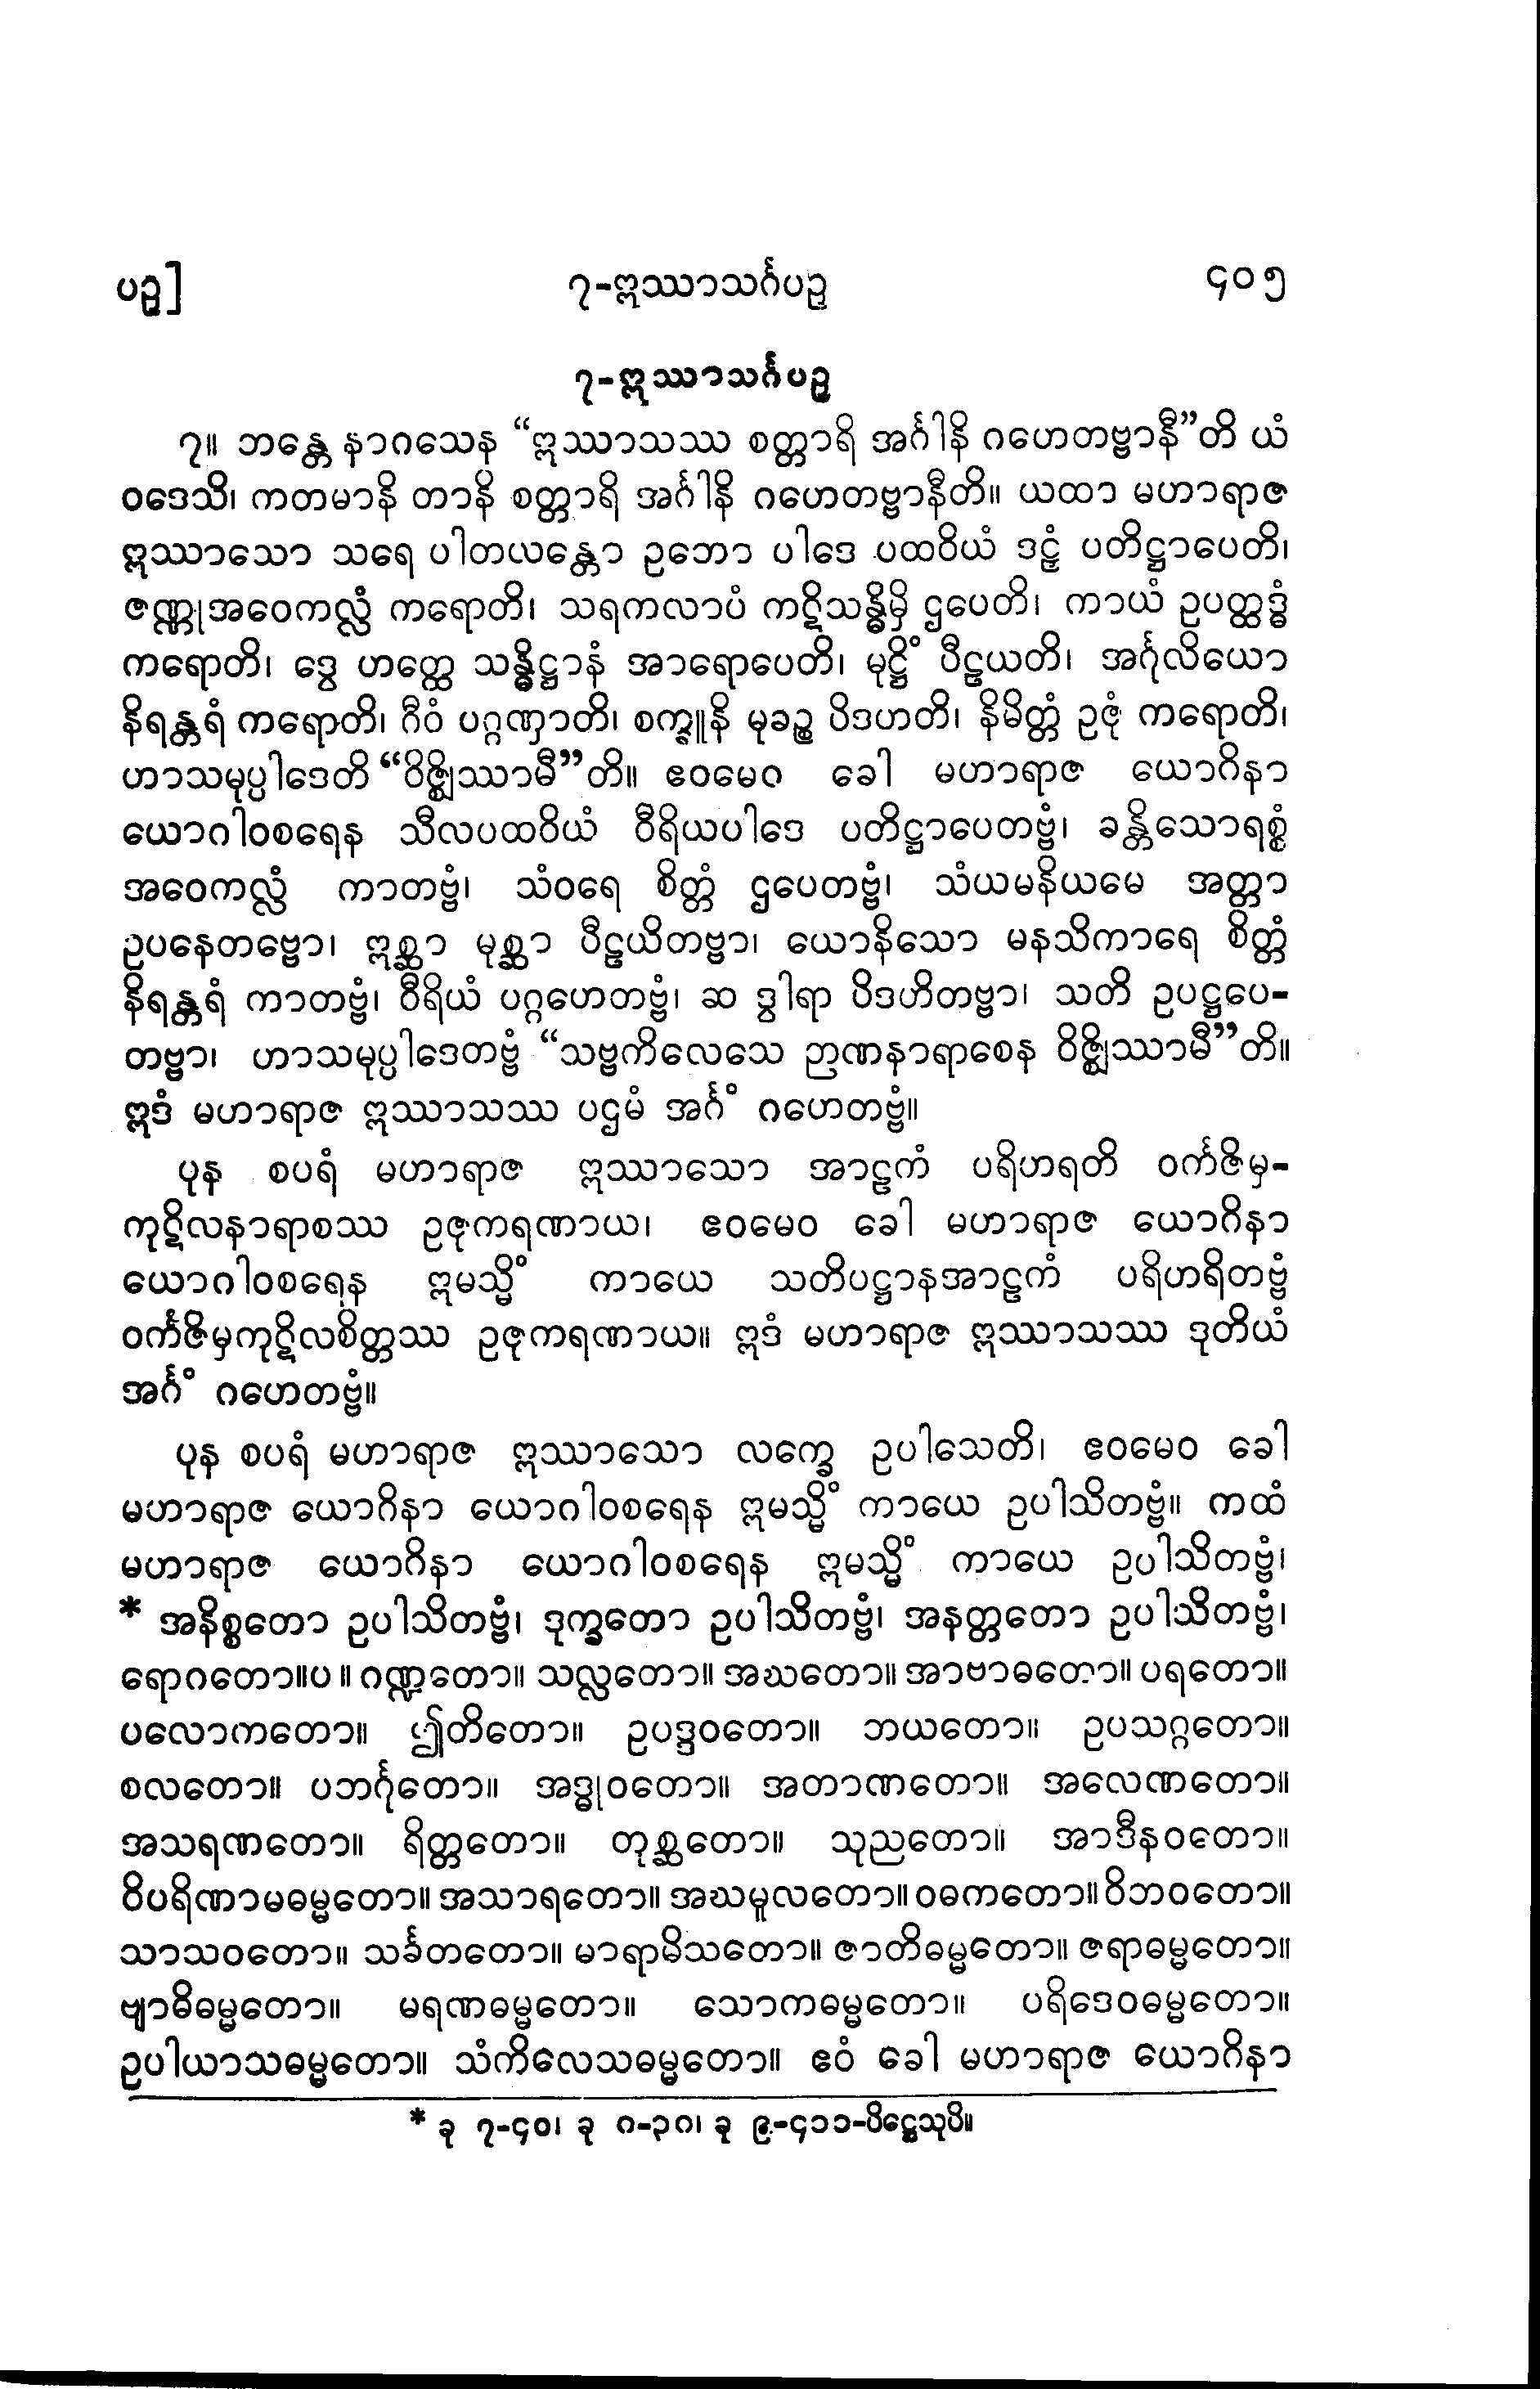 ပဥှ]	၇-ဣဿာသင်္ဂပဥှ	၄၀၅
၇-ဣဿာသင်္ဂပဥှ
၇။ ဘန္တေ နာဂသေန “ဣဿာသဿ စတ္တာရိ အင်္ဂါနိ ဂဟေတဗ္ဗာနီ”တိ ယံ
ဝဒေသိ၊ ကတမာနိ တာနိ စတ္တာရိ အင်္ဂါနိ ဂဟေတဗ္ဗာနီတိ။ ယထာ မဟာရာဇ
ဣဿာသော သရေ ပါတယန္တော ဥဘော ပါဒေ ပထဝိယံ ဒဠှံ ပတိဋ္ဌာပေတိ၊
ဇဏ္ဏုအဝေကလ္လံ ကရောတိ၊ သရကလာပံ ကဋိသန္ဓိမှိ ဌပေတိ၊ ကာယံ ဥပတ္ထဒ္ဓံ
ကရောတိ၊ ဒွေ ဟတ္ထေ သန္ဓိဋ္ဌာနံ အာရောပေတိ၊ မုဋ္ဌိံ ပီဠယတိ၊ အင်္ဂုလိယော
နိရန္တရံ ကရောတိ၊ ဂီဝံ ပဂ္ဂဏှာတိ၊ စက္ခူနိ မုခဉ္စ ပိဒဟတိ၊ နိမိတ္တံ ဥဇုံ ကရောတိ၊
ဟာသမုပ္ပါဒေတိ “ဝိဇ္ဈိဿာမီ”တိ။ ဧဝမေဝ ခေါ မဟာရာဇ ယောဂိနာ
ယောဂါဝစရေန သီလပထဝိယံ ဝီရိယပါဒေ ပတိဋ္ဌာပေတဗ္ဗံ၊ ခန္တိသောရစ္စံ
အဝေကလ္လံ ကာတဗ္ဗံ၊ သံဝရေ စိတ္တံ ဌပေတဗ္ဗံ၊ သံယမနိယမေ အတ္တာ
ဥပနေတဗ္ဗော၊ ဣစ္ဆာ မုစ္ဆာ ပီဠယိတဗ္ဗာ၊ ယောနိသော မနသိကာရေ စိတ္တံ
နိရန္တရံ ကာတဗ္ဗံ၊ ဝီရိယံ ပဂ္ဂဟေတဗ္ဗံ၊ ဆ ဒွါရာ ပိဒဟိတဗ္ဗာ၊ သတိ ဥပဋ္ဌပေ-
တဗ္ဗာ၊ ဟာသမုပ္ပါဒေတဗ္ဗံ “သဗ္ဗကိလေသေ ဉာဏနာရာစေန ဝိဇ္ဈိဿာမီ”တိ။
ဣဒံ မဟာရာဇ ဣဿာသဿ ပဌမံ အင်္ဂံ ဂဟေတဗ္ဗံ။
ပုန စပရံ မဟာရာဇ ဣဿာသော အာဠကံ ပရိဟရတိ ဝင်္ကဇိမှ-
ကုဋိလနာရာစဿ ဥဇုကရဏာယ၊ ဧဝမေဝ ခေါ မဟာရာဇ ယောဂိနာ
ယောဂါဝစရေန ဣမသ္မိံ ကာယေ သတိပဋ္ဌာနအာဠကံ ပရိဟရိတဗ္ဗံ
ဝင်္ကဇိမှကုဋိလစိတ္တဿ ဥဇုကရဏာယ။ ဣဒံ မဟာရာဇ ဣဿာသဿ ဒုတိယံ
အင်္ဂံ ဂဟေတဗ္ဗံ။
ပုန စပရံ မဟာရာဇ ဣဿာသော လက္ခေ ဥပါသေတိ၊ ဧဝမေဝ ခေါ
မဟာရာဇ ယောဂိနာ ယောဂါဝစရေန ဣမသ္မိံ ကာယေ ဥပါသိတဗ္ဗံ။ ကထံ
မဟာရာဇ ယောဂိနာ ယောဂါဝစရေန ဣမသ္မိံ ကာယေ ဥပါသိတဗ္ဗံ၊
* အနိစ္စတော ဥပါသိတဗ္ဗံ၊ ဒုက္ခတော ဥပါသိတဗ္ဗံ၊ အနတ္တတော ဥပါသိတဗ္ဗံ၊
ရောဂတော။ပ။ ဂဏ္ဍတော။ သလ္လတော။ အဃတော။ အာဗာဓတော။ ပရတော။
ပလောကတော။ ဤတိတော။ ဥပဒ္ဒဝတော။ ဘယတော။ ဥပသဂ္ဂတော။
စလတော။ ပဘင်္ဂုတော။ အဒ္ဓုဝတော။ အတာဏတော။ အလေဏတော။
အသရဏတော။ ရိတ္တတော။ တုစ္ဆတော။ သုညတော။ အာဒီနဝတော။
ဝိပရိဏာမဓမ္မတော။ အသာရတော။ အဃမူလတော။ ဝဓကတော။ ဝိဘဝတော။
သာသဝတော။ သင်္ခတတော။ မာရာမိသတော။ ဇာတိဓမ္မတော။ ဇရာဓမ္မတော။
ဗျာဓိဓမ္မတော။ မရဏဓမ္မတော။ သောကဓမ္မတော။ ပရိဒေဝဓမ္မတော။
ဥပါယာသဓမ္မတော။ သံကိလေသဓမ္မတော။ ဧဝံ ခေါ မဟာရာဇ ယောဂိနာ
* ခု ၇-၄၀၊ ခု ၈-၃၈၊ ခု ၉-၄၁၁-ပိဋ္ဌေသုပိ။